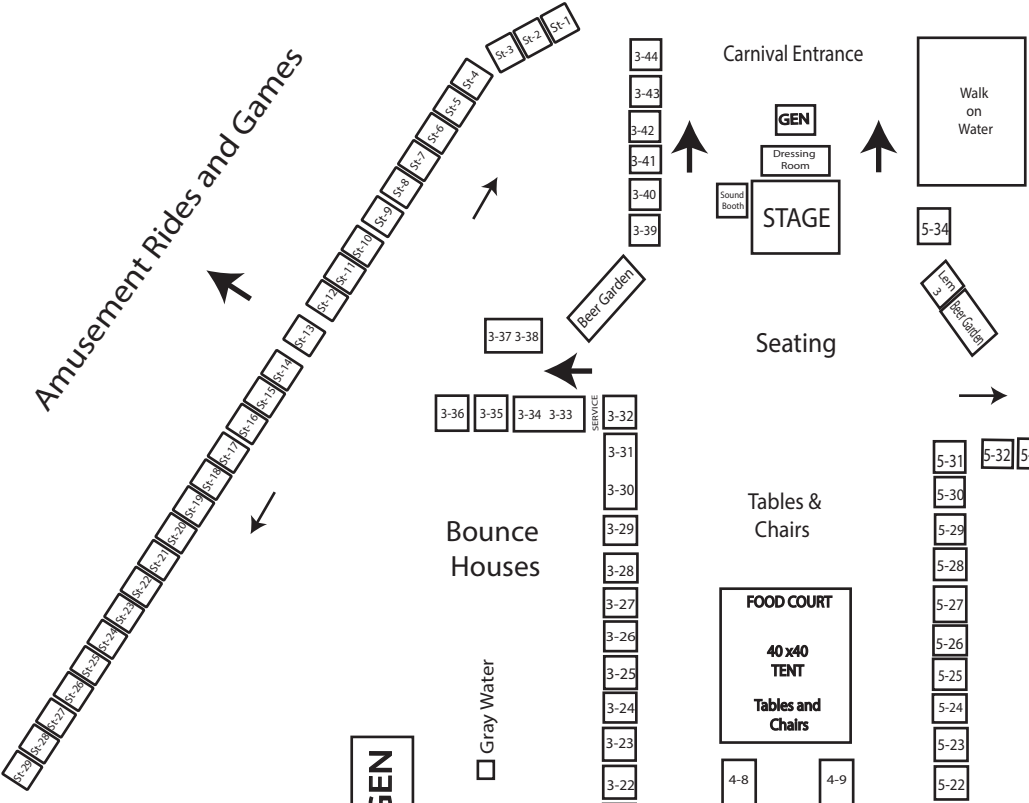 St-1
St-2
St-3
St-4
St-5
St-6
St-7
St-8
St-9
St-10
St-11
St-12
St-13
St-14
St-15
St-16
St-17
St-18
St-19
St-20
St-21
St-22
St-23
St-24
St-25
St-26
St-27
St-28
St-29
Amusement Rides and Games
3-44
3-43
3-42
3-41
3-40
3-39
Beer Garden
3-37 3-38
3-36
3-35
3-34 3-33
SERVICE
3-32
3-31
3-30
3-29
3-28
3-27
3-26
3-25
3-24
3-23
3-22
Bounce
Houses
Gray Water
GEN
Carnival Entrance
GEN
Dressing
Room
Sound
Booth
STAGE
Seating
Tables &
Chairs
FOOD COURT
40 x40
TENT
Tables and
Chairs
4-8
4-9
Walk
on
Water
5-34
Lem
3
Beer Garden
5-31
5-32
5-30
5-29
5-28
5-27
5-26
5-25
5-24
5-23
5-22